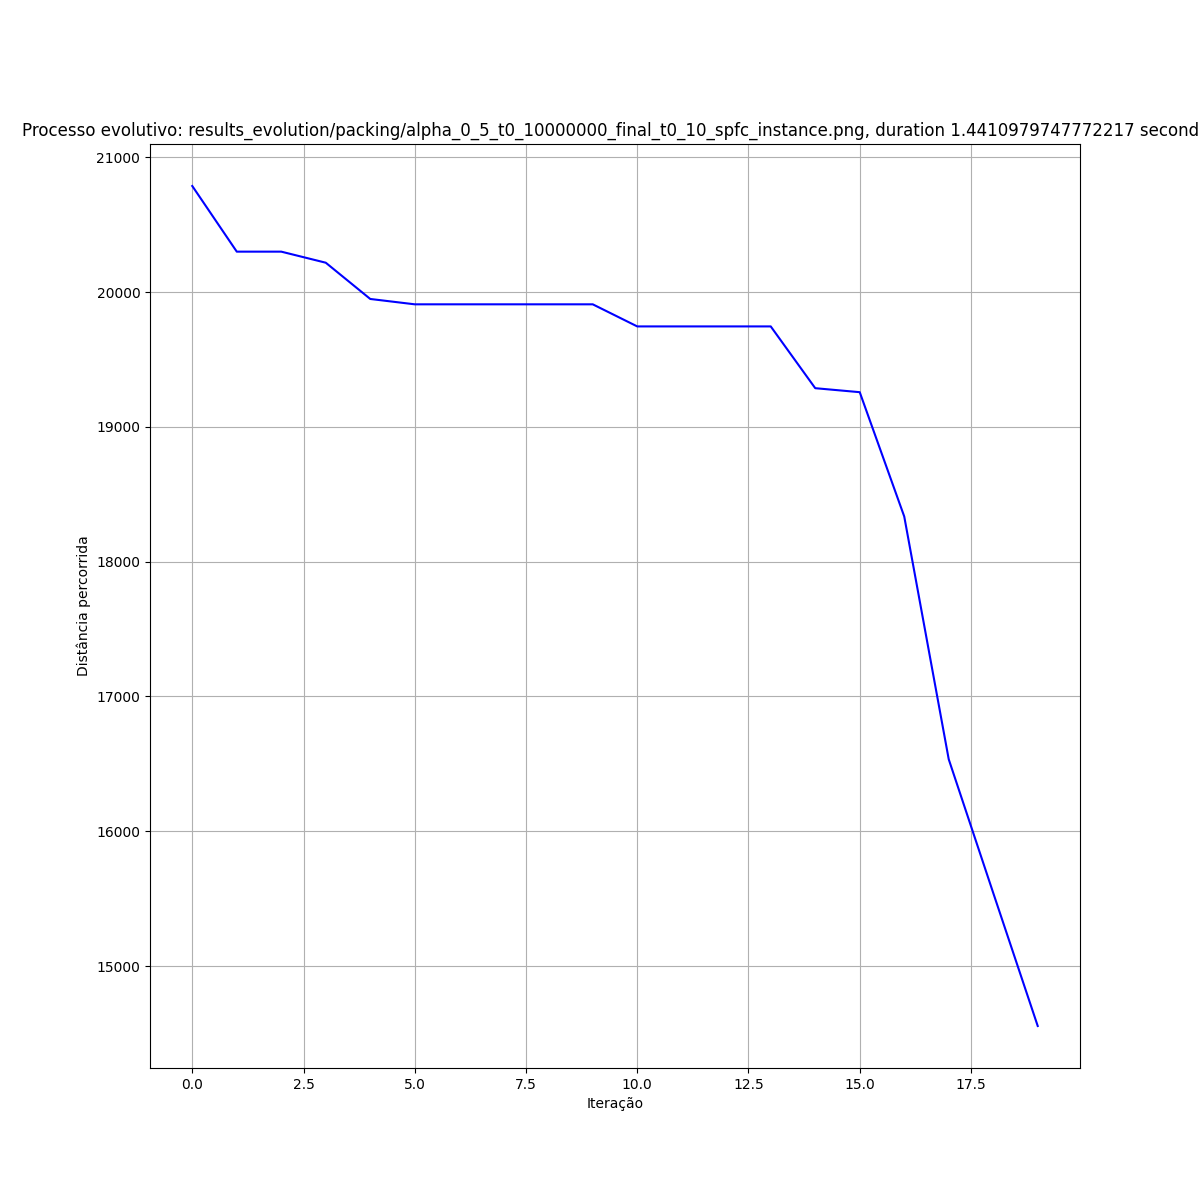 Processo evolutivo: results_evolution/packing/alpha_0_5_t0_10000000_final_t0_10_spfc_instance.png, duration 1.4410979747772217 second
21000
20000
19000
18000
17000
16000
15000
Distância percorrida
0.0 2.5 5.0 7.5 10.0 12.5 15.0 17.5
Iteração